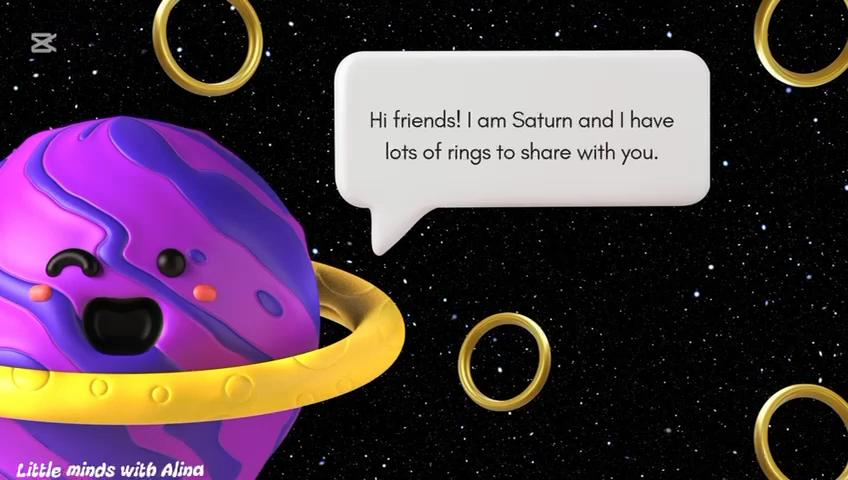 Hi friends! I am Saturn and I have
lots of rings to share with you.
Little minds with Alina